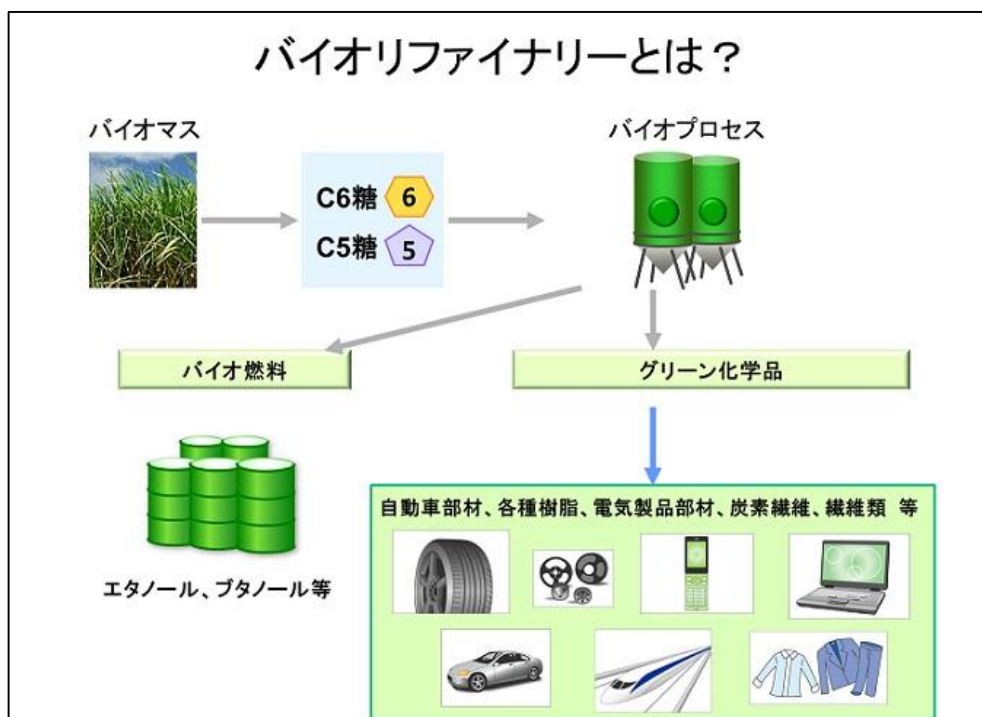 バイオリファイナリーとは？
バイオマス
バイオプロセス
C6糖 6
C5糖 5
バイオ燃料
グリーン化学品
自動車部材、各種樹脂、電気製品部材、炭素繊維、繊維類 等
エタノール、ブタノール等